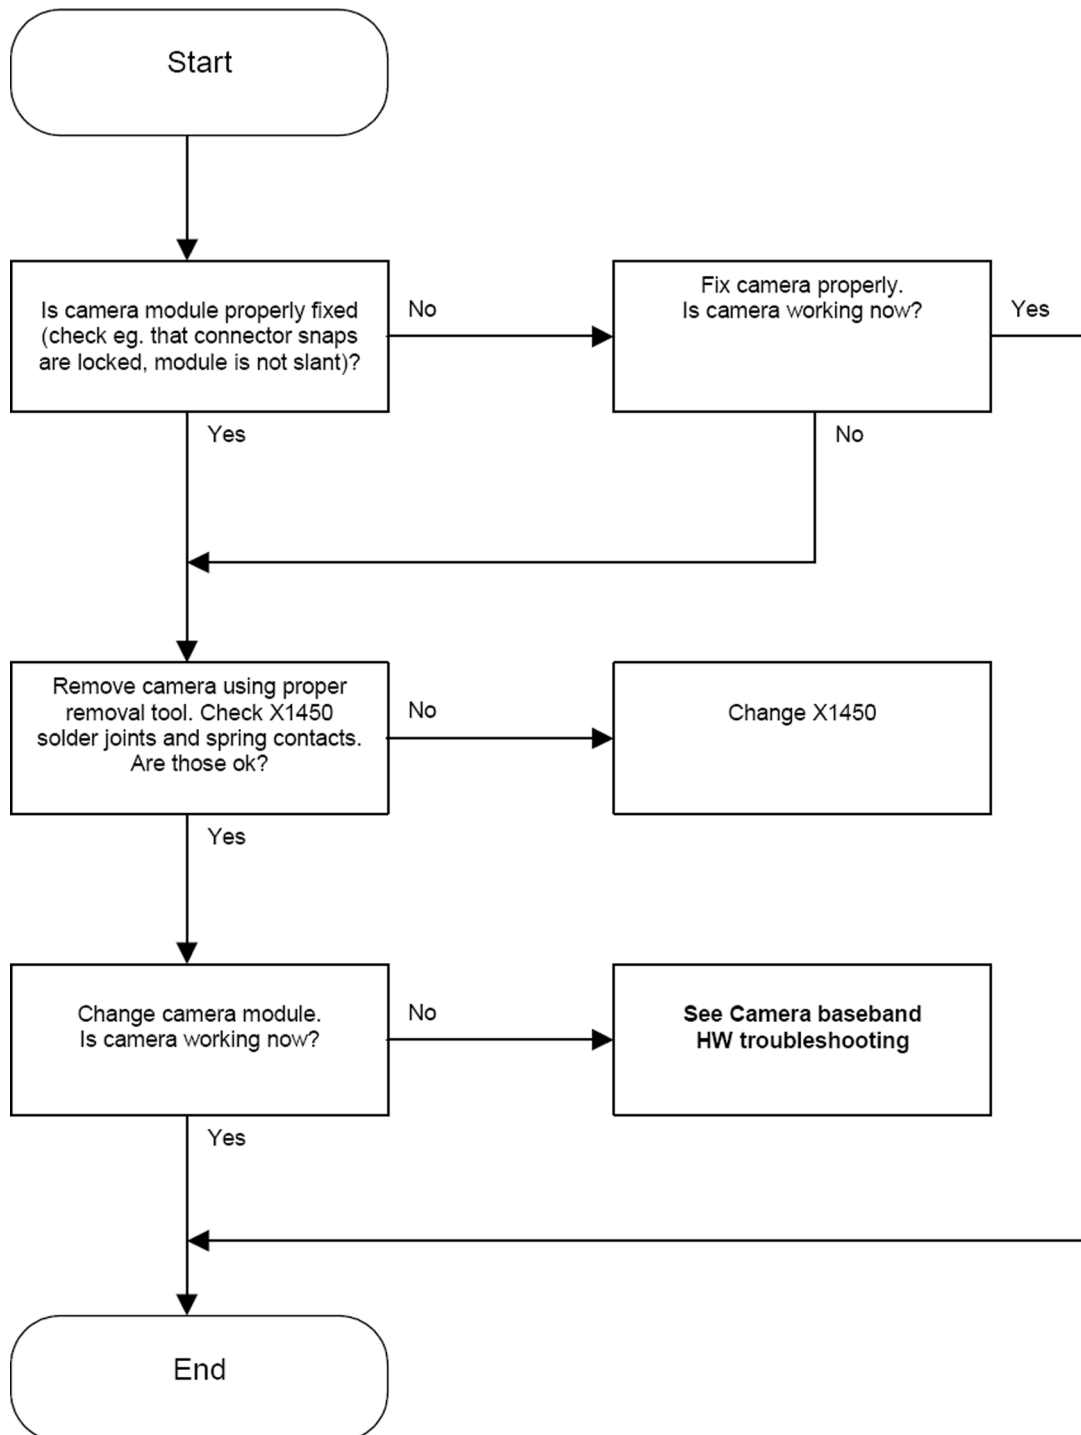 Start
Is camera module properly fixed
(check eg. that connector snaps
are locked, module is not slant)?
No
Fix camera properly.
Is camera working now?
Yes
Yes
No
Remove camera using proper
removal tool. Check X1450
solder joints and spring contacts.
Are those ok?
No
Change X1450
Yes
Change camera module.
Is camera working now?
No
See Camera baseband
HW troubleshooting
Yes
End